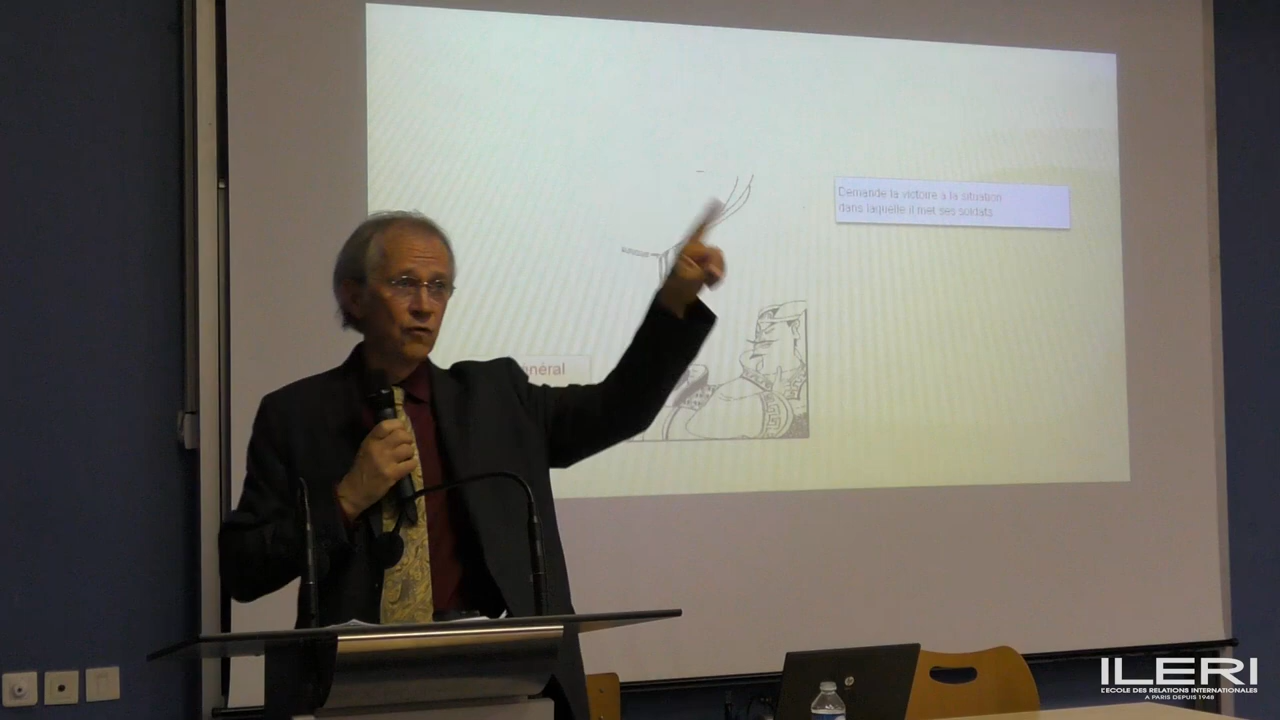 Demande la victoire à la situation
dans laquelle il met ses soldats
énéral
ILERI
L'ECOLE DES RELATIONS INTERNATIONALES
A PARIS DEPUIS 1948
hp